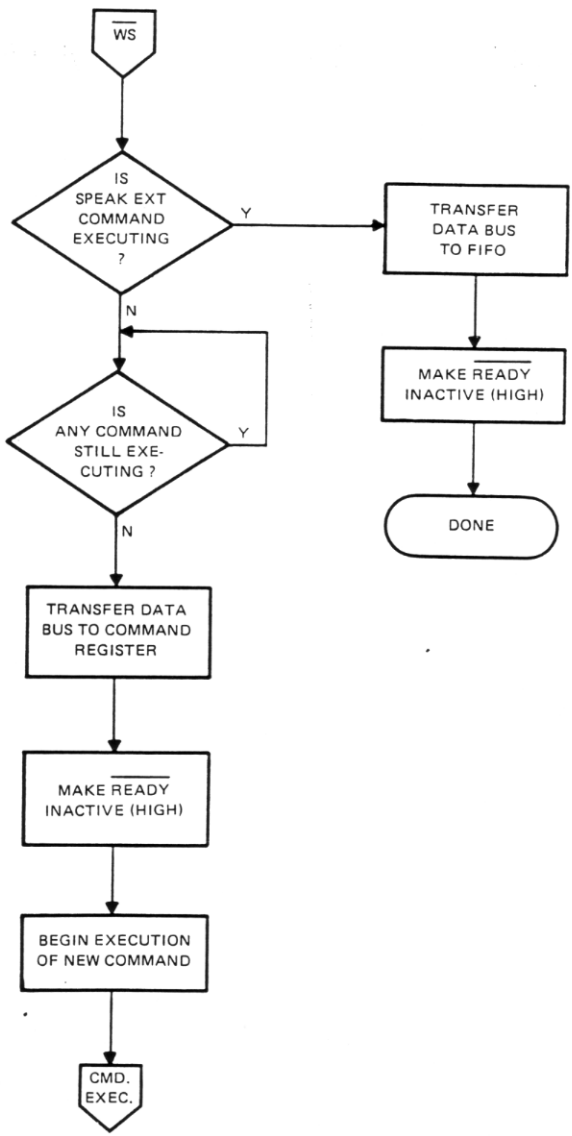 WS
IS
SPEAK EXT
COMMAND
EXECUTING
?
Y
TRANSFER
DATA BUS
TO FIFO
MAKE READY
INACTIVE (HIGH)
DONE
N
IS
ANY COMMAND
STILL EXE-
CUTING ?
Y
N
TRANSFER DATA
BUS TO COMMAND
REGISTER
MAKE READY
INACTIVE (HIGH)
BEGIN EXECUTION
OF NEW COMMAND
CMD.
EXEC.